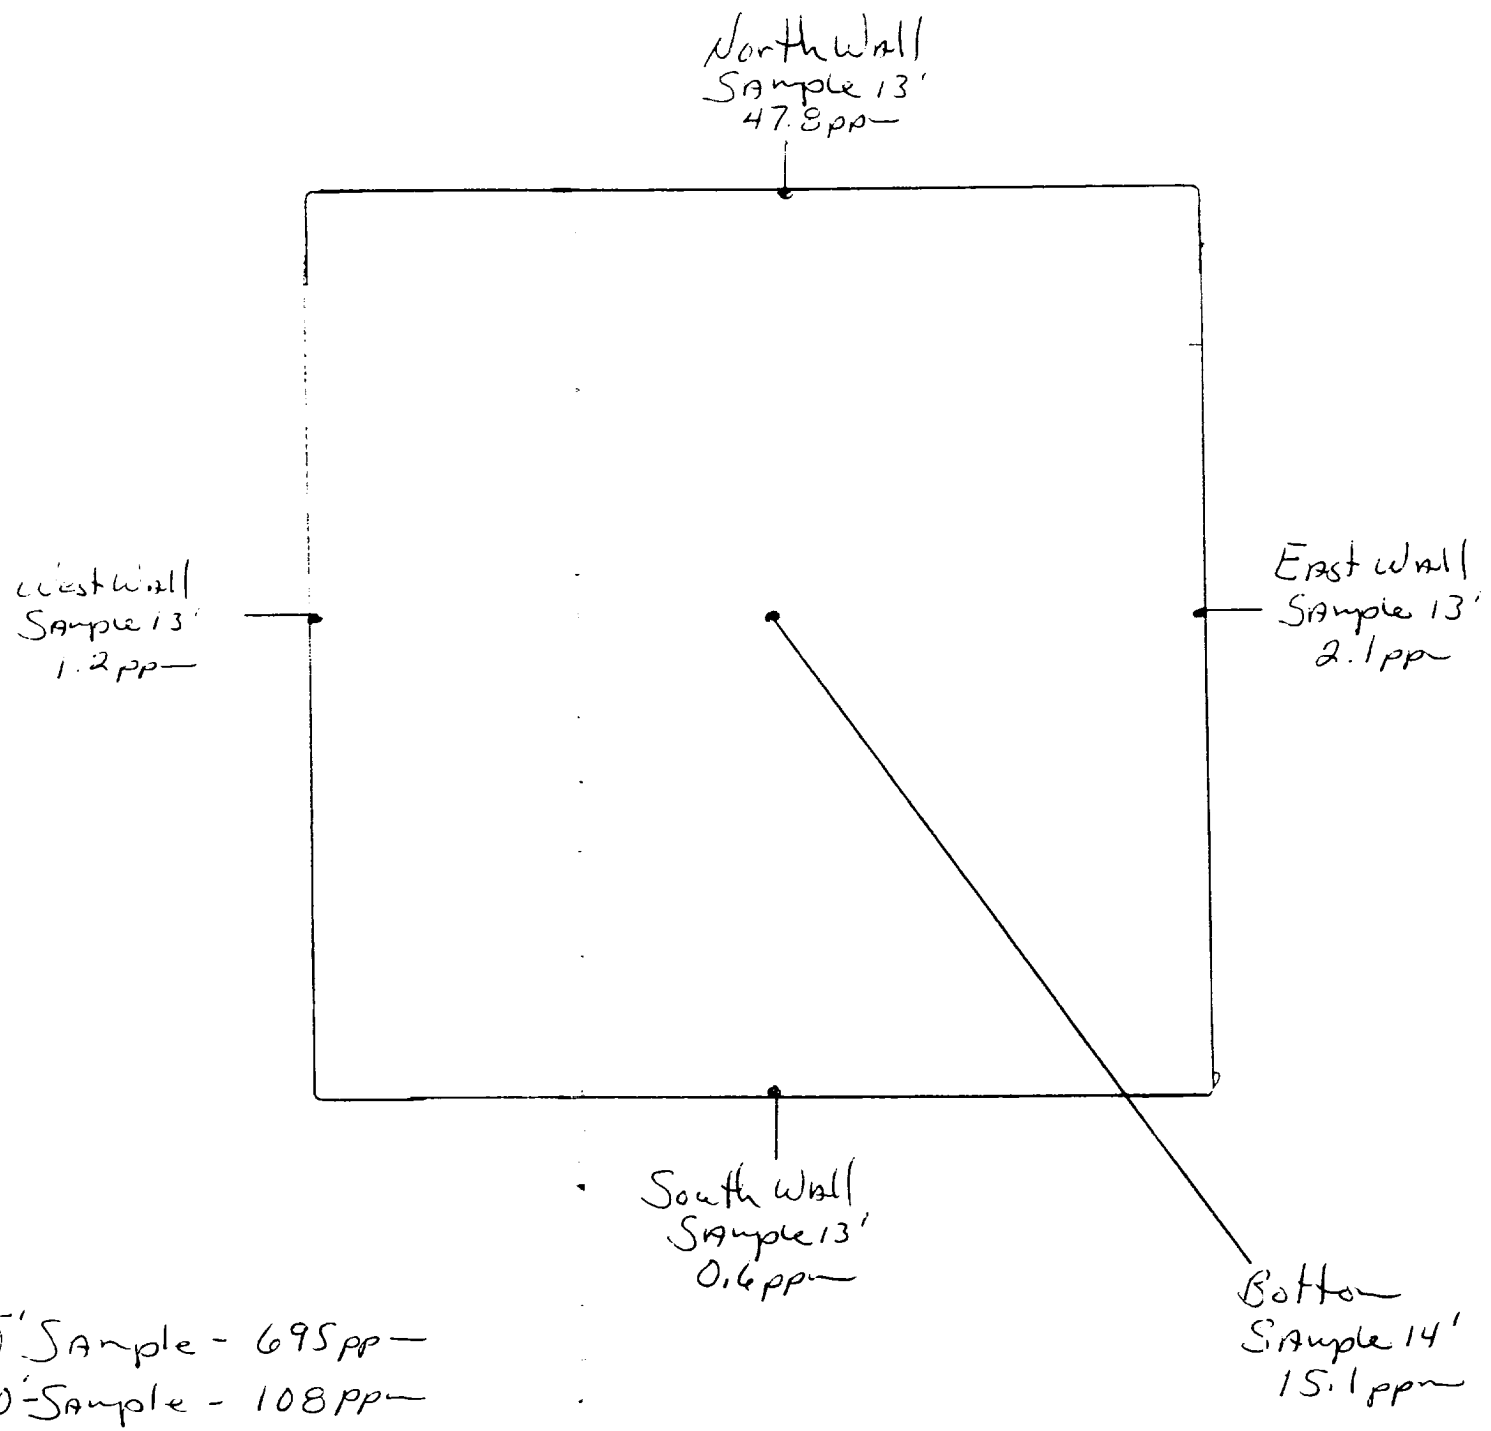 North Wall
Sample 13'
47.8ppm
West Wall
Sample 13'
1.2ppm
East Wall
Sample 13'
2.1ppm
South Wall
Sample 13'
0.6ppm
Bottom
Sample 14'
15.1ppm
Sample - 695ppm
Sample - 108ppm